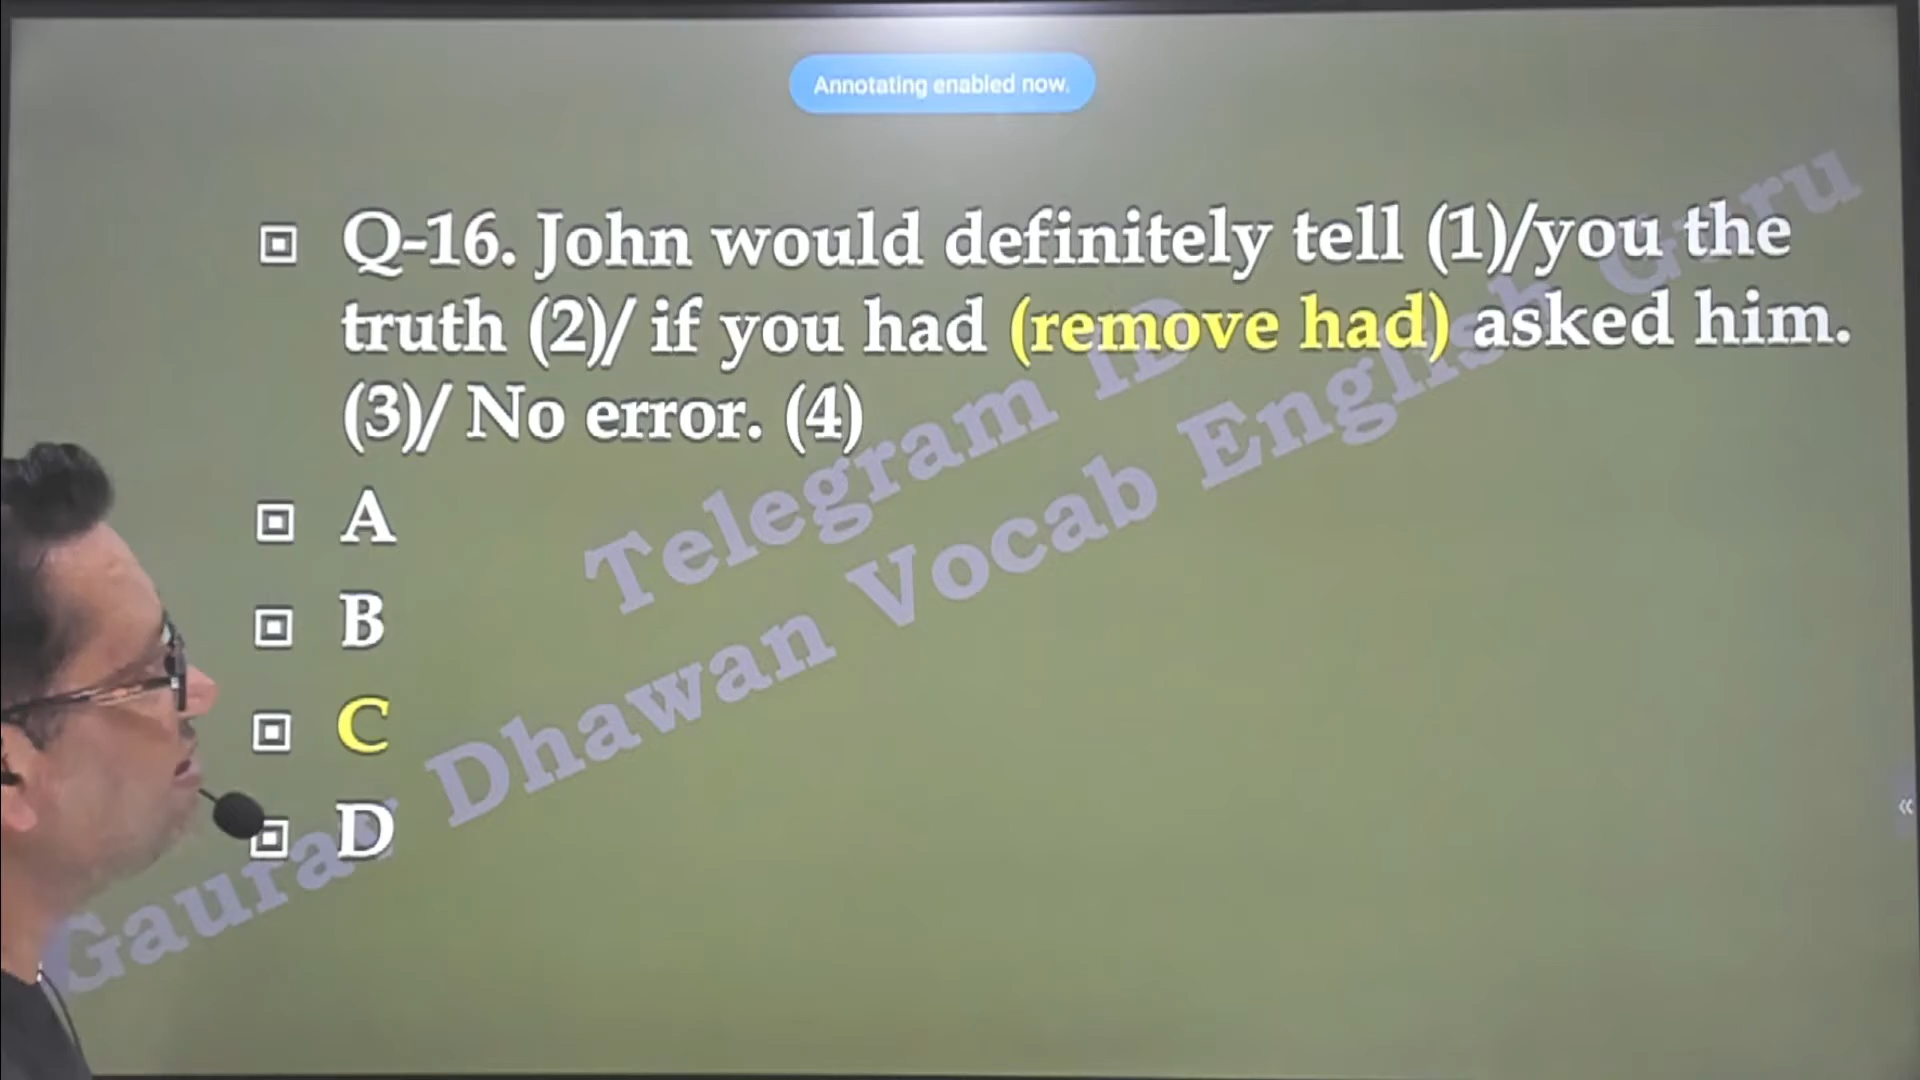 Annotating enabled now.
Q-16. John would definitely tell (1)/you the
truth (2)/ if you had (remove had) asked him.
(3)/ No error. (4)
A
B
C
D
Telegram ID
Gaurav Dhawan Vocab English Guru
«